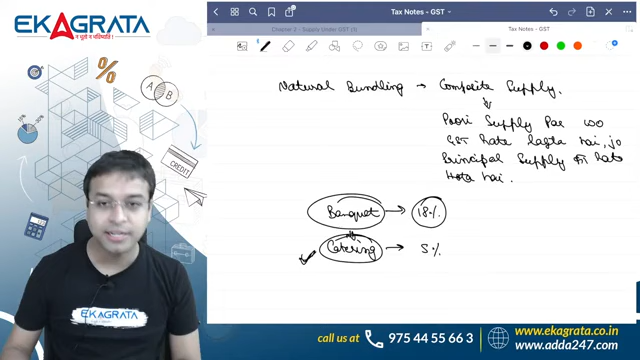 EKAGRATA
Tax Notes - GST
Chapter 2 - Supply Under GST (1)
Tax Notes - GST
Natural Bundling → Composite Supply.
Poori Supply Par woo
GST Rate lagta hai, jo
Principal Supply Rate
Hota hai.
Banquet → 18%
Catering → 5%
%
A B
CREDIT
EKAGRATA
call us at 975 44 55 66 3
www.ekagrata.co.in
www.adda247.com